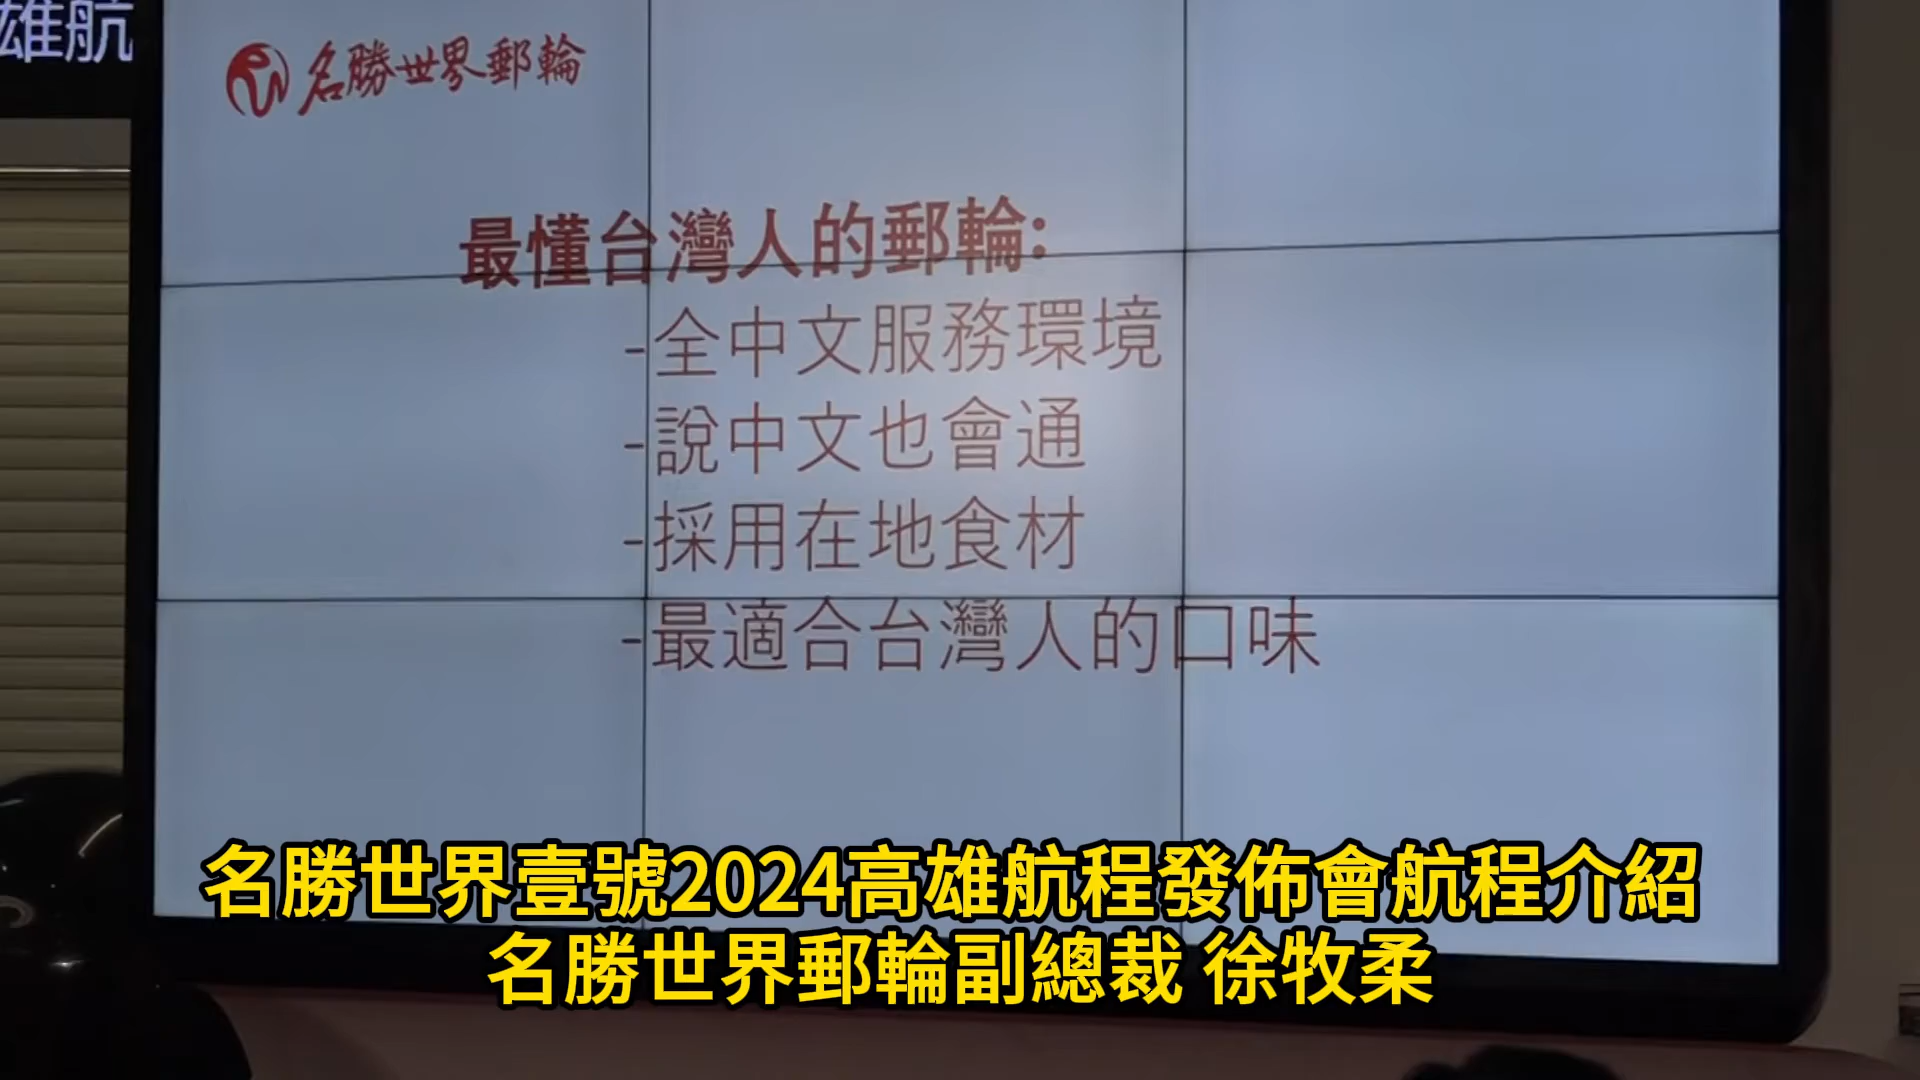 雄航
名勝世界郵輪
最懂台灣人的郵輪:
-全中文服務環境
-說中文也會通
-採用在地食材
-最適合台灣人的口味
名勝世界壹號2024高雄航程發佈會航程介紹
名勝世界郵輪副總裁 徐牧柔